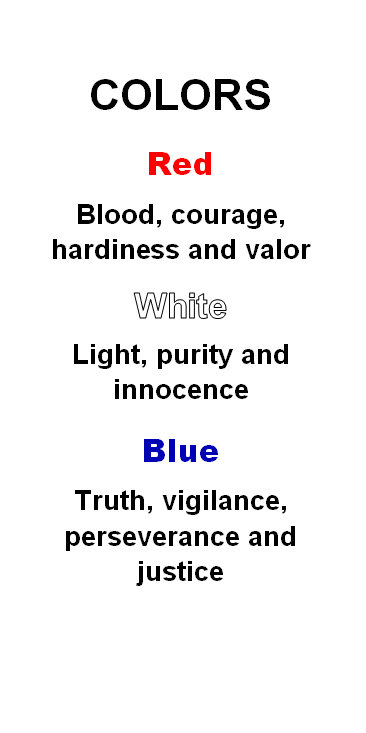 COLORS
Red
Blood, courage,
hardiness and valor
White
Light, purity and
innocence
Blue
Truth, vigilance,
perseverance and
justice